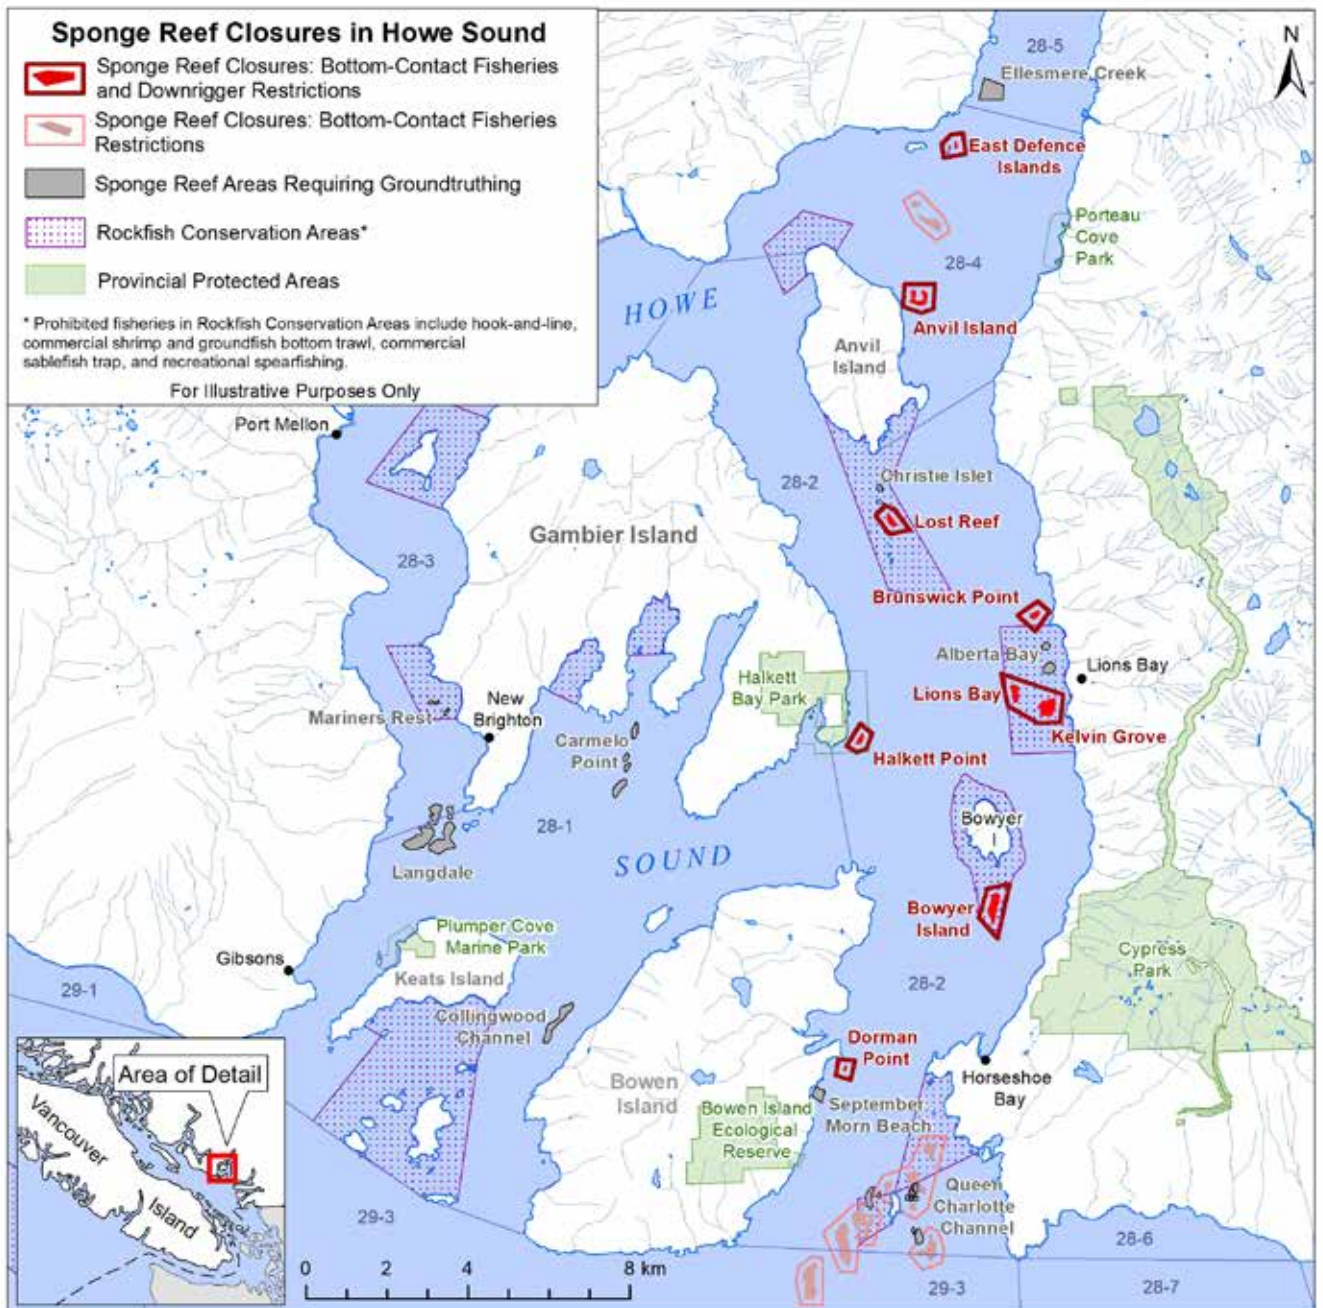 Sponge Reef Closures in Howe Sound
Sponge Reef Closures: Bottom-Contact Fisheries
and Downrigger Restrictions
Sponge Reef Closures: Bottom-Contact Fisheries
Restrictions
Sponge Reef Areas Requiring Groundtruthing
Rockfish Conservation Areas*
Provincial Protected Areas
* Prohibited fisheries in Rockfish Conservation Areas include hook-and-line,
commercial shrimp and groundfish bottom trawl, commercial
sablefish trap, and recreational spearfishing.
For Illustrative Purposes Only
N
28-5
Ellesmere Creek
East Defence
Islands
Porteau
Cove
Park
28-4
HOWE
Anvil Island
Anvil
Island
Port Mellon
Christie Islet
28-2
Lost Reef
Gambier Island
28-3
Brunswick Point
Alberta Bay
Lions Bay
Halkett
Bay Park
Lions Bay
Mariners Rest
New
Brighton
Carmelo
Point
Kelvin Grove
Halkett Point
28-1
Bowyer
I
SOUND
Langdale
Bowyer
Island
Plumper Cove
Marine Park
Cypress
Park
Gibsons
Keats Island
29-1
28-2
Collingwood
Channel
Dorman
Point
Area of Detail
Horseshoe
Bay
Bowen
Island
September
Morn Beach
Bowen Island
Ecological
Reserve
Vancouver
Island
Queen
Charlotte
Channel
29-3
28-6
0 2 4 8 km
29-3
28-7